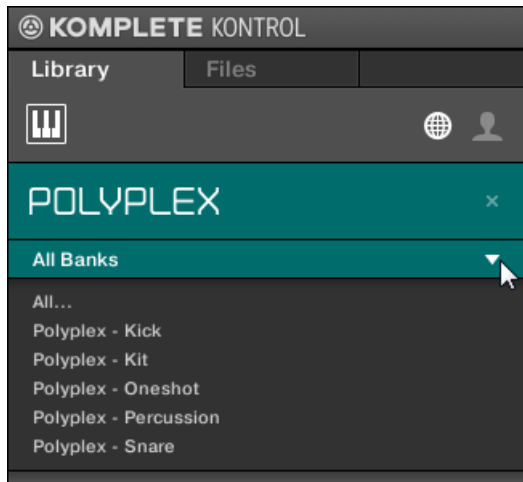 KOMPLETE KONTROL
Library Files
POLYPLEX
All Banks
All...
Polyplex - Kick
Polyplex - Kit
Polyplex - Oneshot
Polyplex - Percussion
Polyplex - Snare